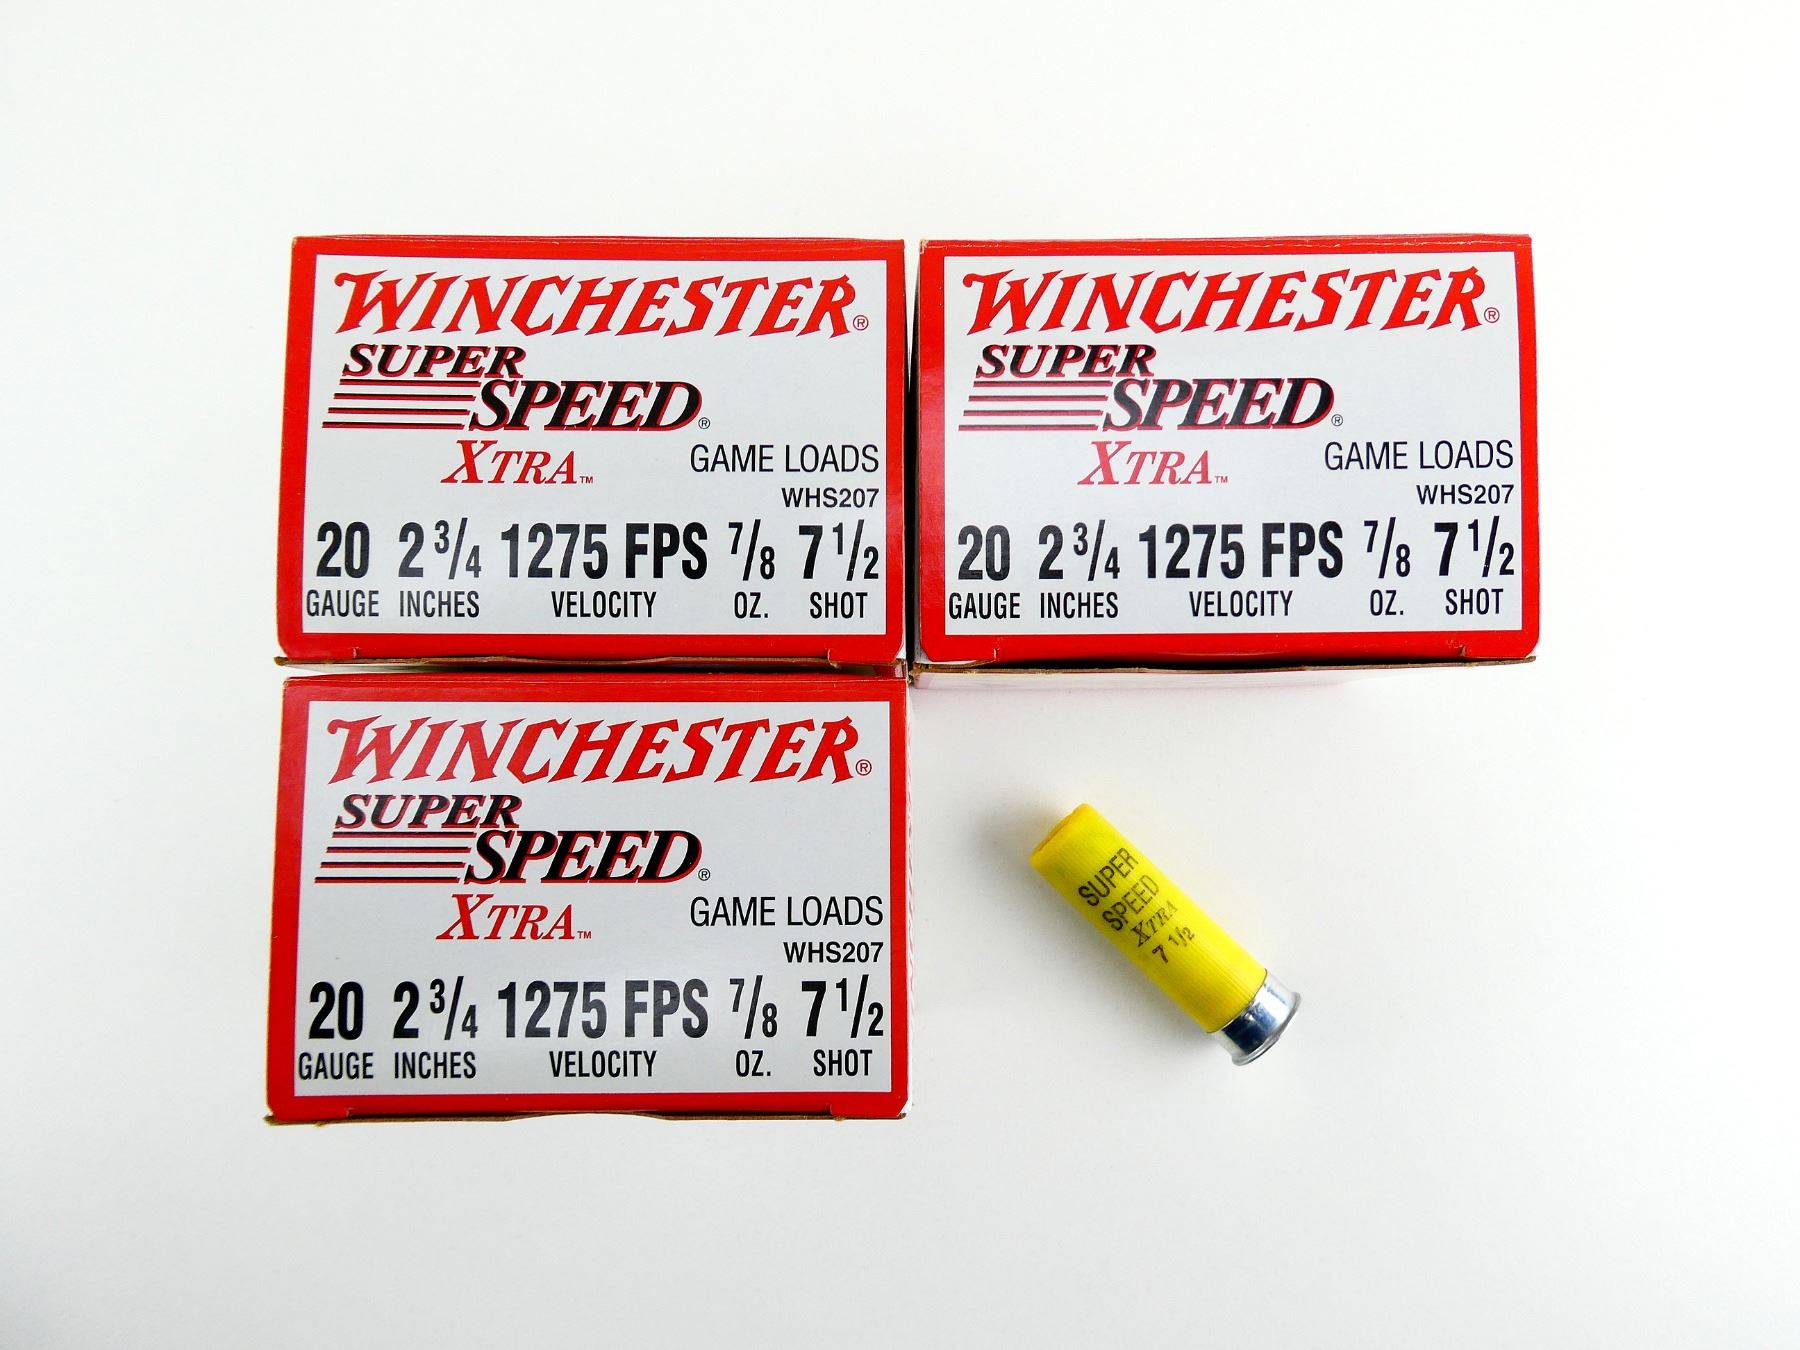 WINCHESTER®
SUPER
SPEED®
XTRA™
GAME LOADS
WHS207
20 2 3/4 1275 FPS 7/8 7 1/2
GAUGE INCHES VELOCITY OZ. SHOT
WINCHESTER®
SUPER
SPEED®
XTRA™
GAME LOADS
WHS207
20 2 3/4 1275 FPS 7/8 7 1/2
GAUGE INCHES VELOCITY OZ. SHOT
WINCHESTER®
SUPER
SPEED®
XTRA™
GAME LOADS
WHS207
20 2 3/4 1275 FPS 7/8 7 1/2
GAUGE INCHES VELOCITY OZ. SHOT
SUPER
SPEED
XTRA
7 1/2